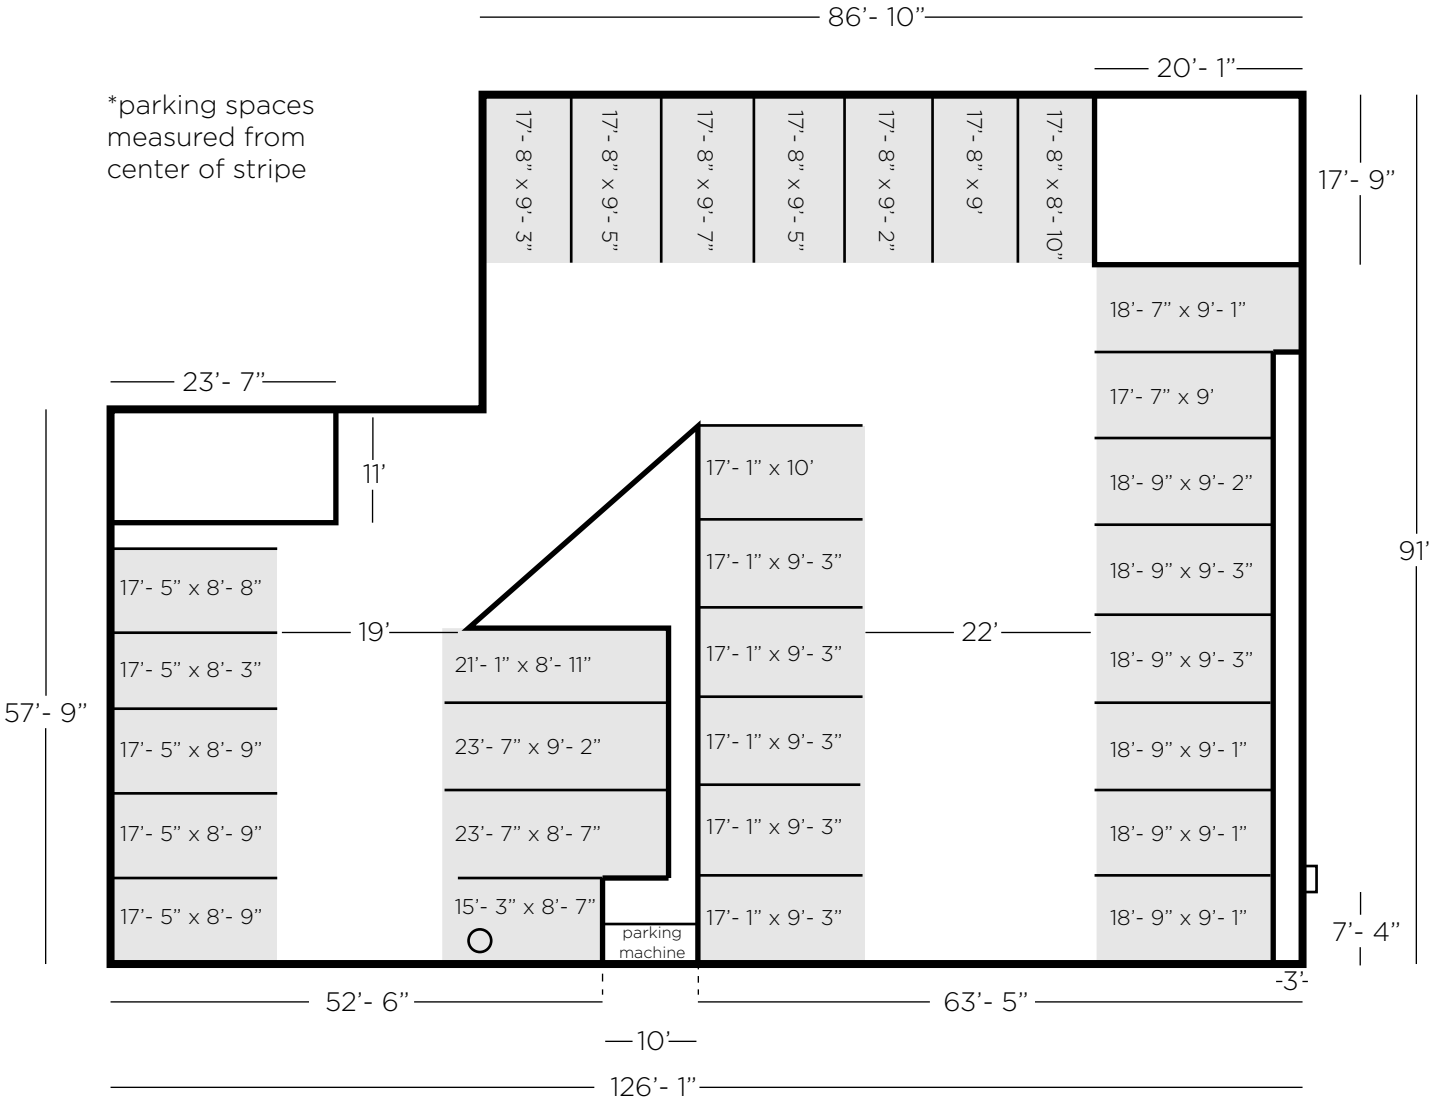 86’- 10”
20’- 1”
*parking spaces
measured from
center of stripe
17’- 8” x 9’- 3”
17’- 8” x 9’- 5”
17’- 8” x 9’- 7”
17’- 8” x 9’- 5”
17’- 8” x 9’- 2”
17’- 8” x 9’
17’- 8” x 8’- 10”
17’- 9”
18’- 7” x 9’- 1”
23’- 7”
17’- 7” x 9’
11’
17’- 1” x 10’
18’- 9” x 9’- 2”
91’
17’- 1” x 9’- 3”
18’- 9” x 9’- 3”
17’- 5” x 8’- 8”
19’
22’
17’- 5” x 8’- 3”
21’- 1” x 8’- 11”
17’- 1” x 9’- 3”
18’- 9” x 9’- 3”
57’- 9”
17’- 5” x 8’- 9”
23’- 7” x 9’- 2”
17’- 1” x 9’- 3”
18’- 9” x 9’- 1”
17’- 5” x 8’- 9”
23’- 7” x 8’- 7”
17’- 1” x 9’- 3”
18’- 9” x 9’- 1”
17’- 5” x 8’- 9”
15’- 3” x 8’- 7”
17’- 1” x 9’- 3”
18’- 9” x 9’- 1”
7’- 4”
parking
machine
3’
52’- 6”
63’- 5”
10’
126’- 1”